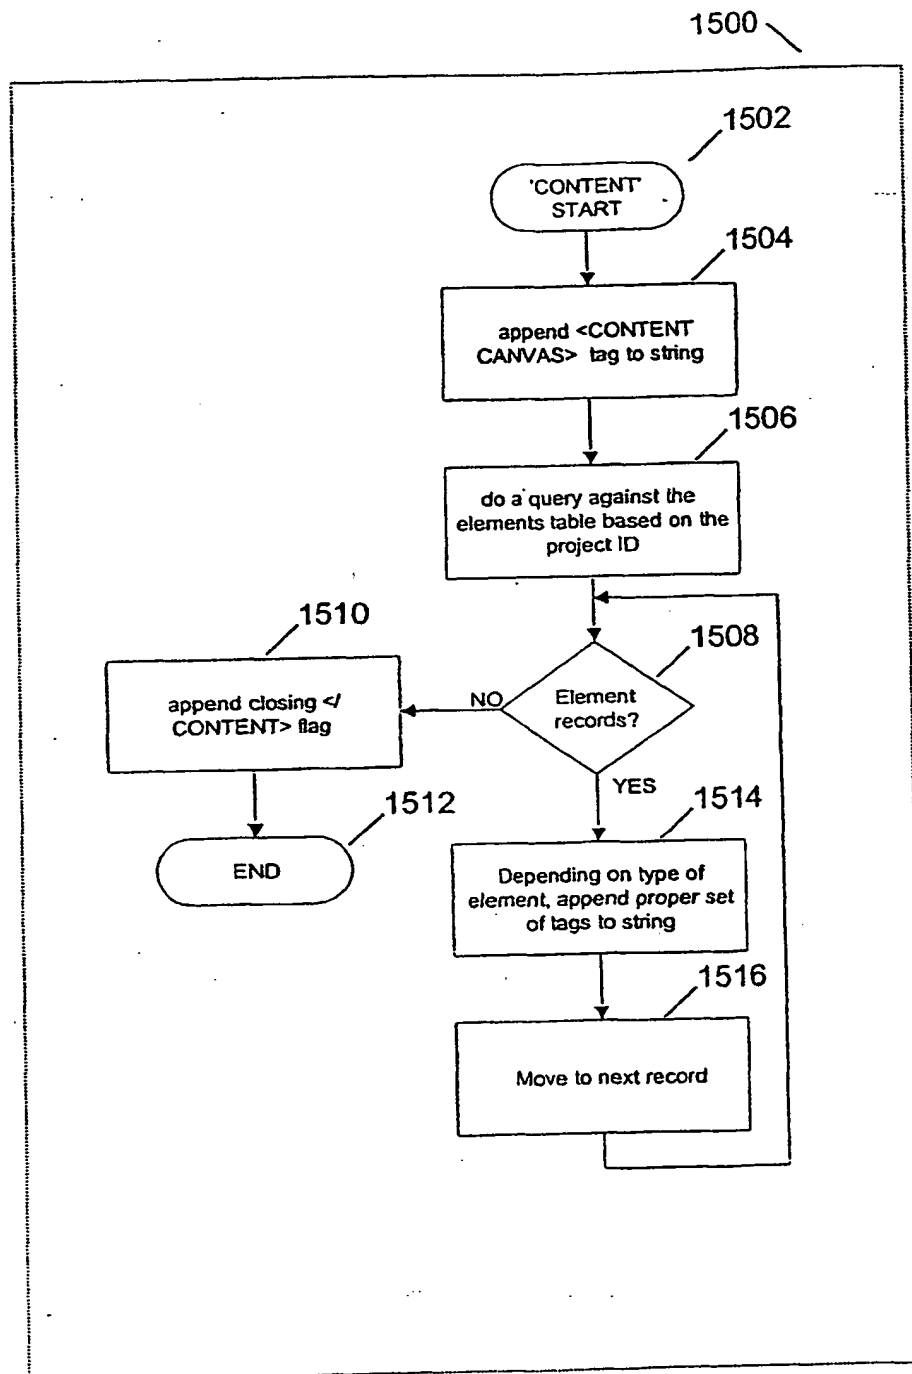 1500
1502
'CONTENT'
START
1504
append <CONTENT
CANVAS> tag to string
1506
do a query against the
elements table based on the
project ID
1508
Element
records?
NO
1510
append closing </
CONTENT> flag
1512
END
YES
1514
Depending on type of
element, append proper set
of tags to string
1516
Move to next record